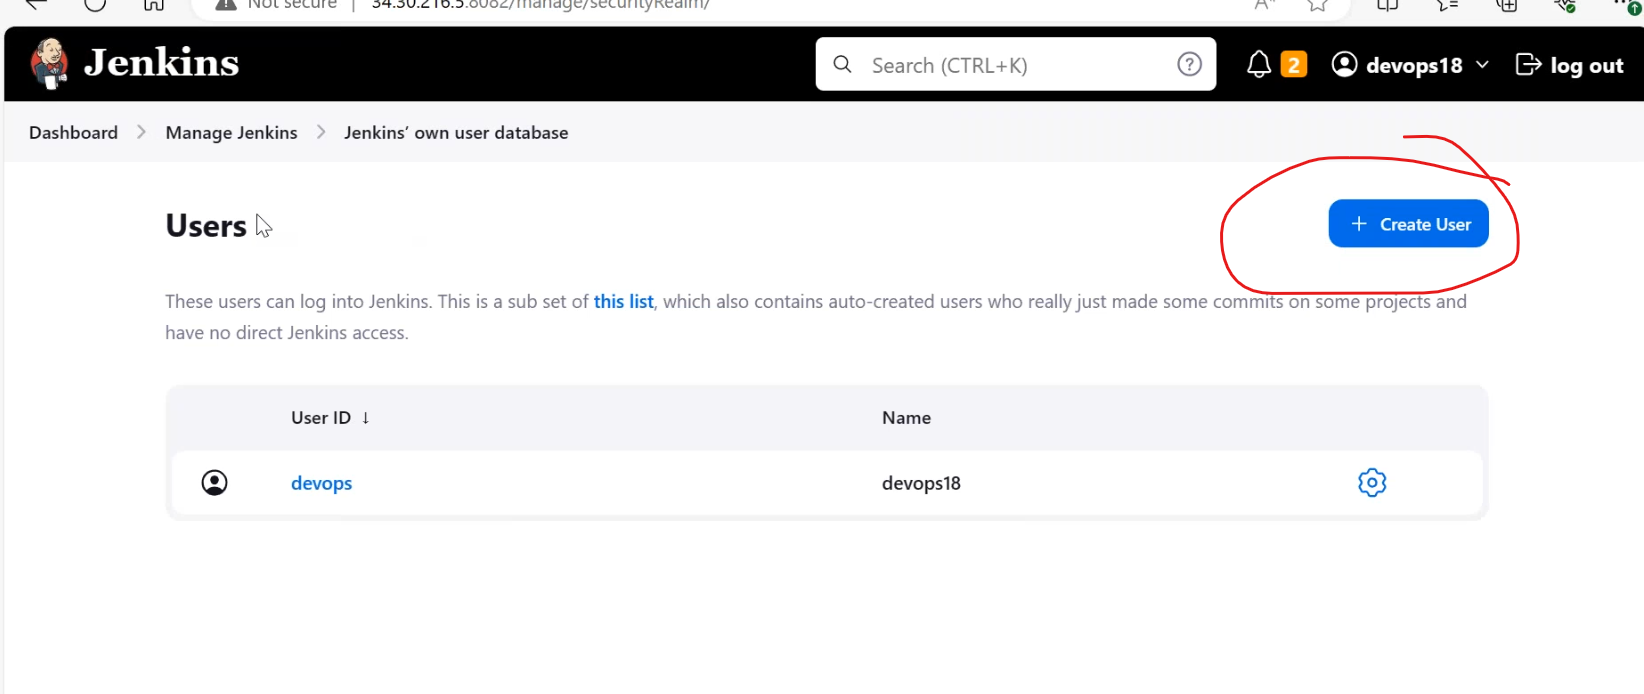 Not secure | 34.30.216.5:8082/manage/securityRealm/
Jenkins
Search (CTRL+K)
?
2
devops18
log out
Dashboard > Manage Jenkins > Jenkins’ own user database
Users
+ Create User
These users can log into Jenkins. This is a sub set of this list, which also contains auto-created users who really just made some commits on some projects and
have no direct Jenkins access.
User ID ↓ Name
devops devops18